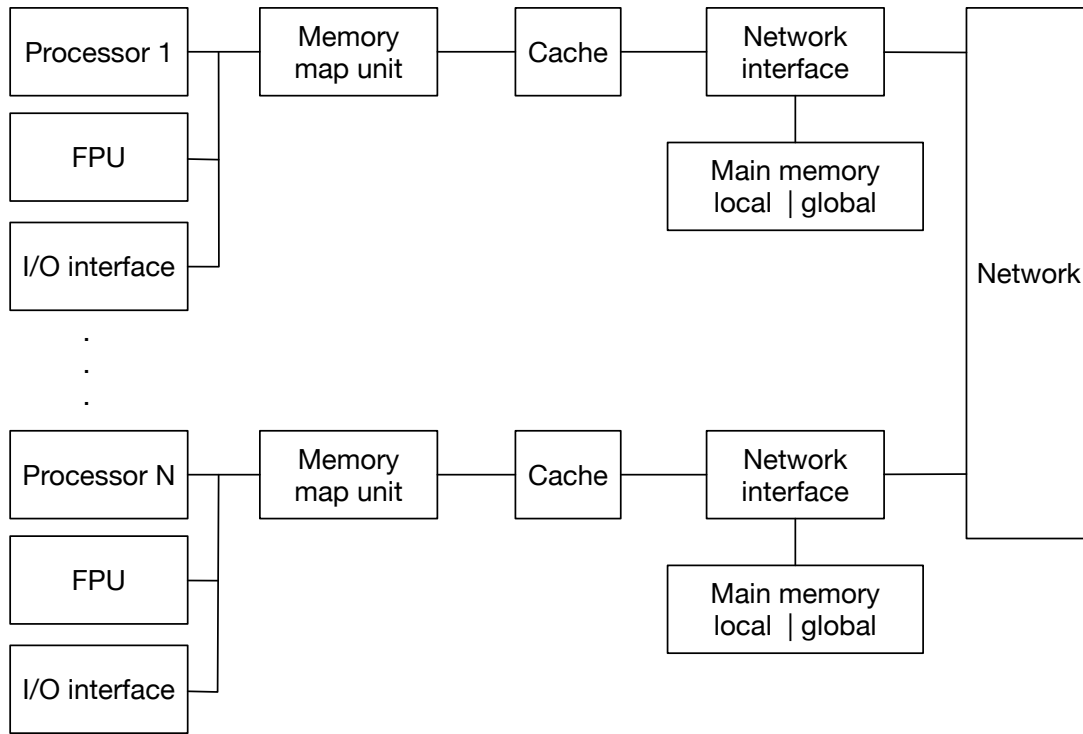 Processor 1
Memory
map unit
Cache
Network
interface
FPU
Main memory
local | global
I/O interface
Network
.
.
.
Processor N
Memory
map unit
Cache
Network
interface
FPU
Main memory
local | global
I/O interface